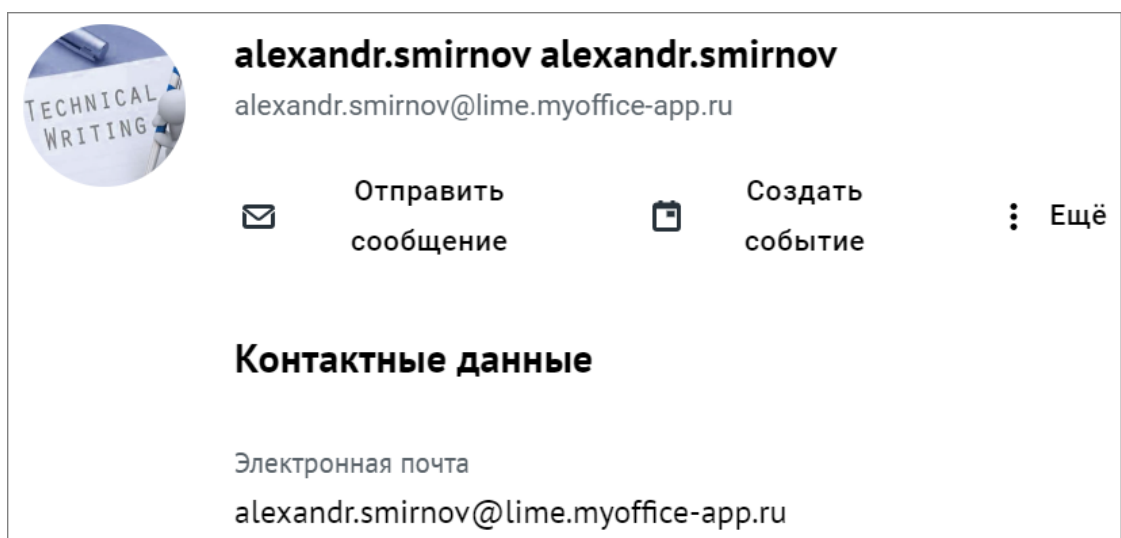 TECHNICAL
WRITING
alexandr.smirnov alexandr.smirnov
alexandr.smirnov@lime.myoffice-app.ru
Отправить сообщение
Создать событие
Ещё
Контактные данные
Электронная почта
alexandr.smirnov@lime.myoffice-app.ru